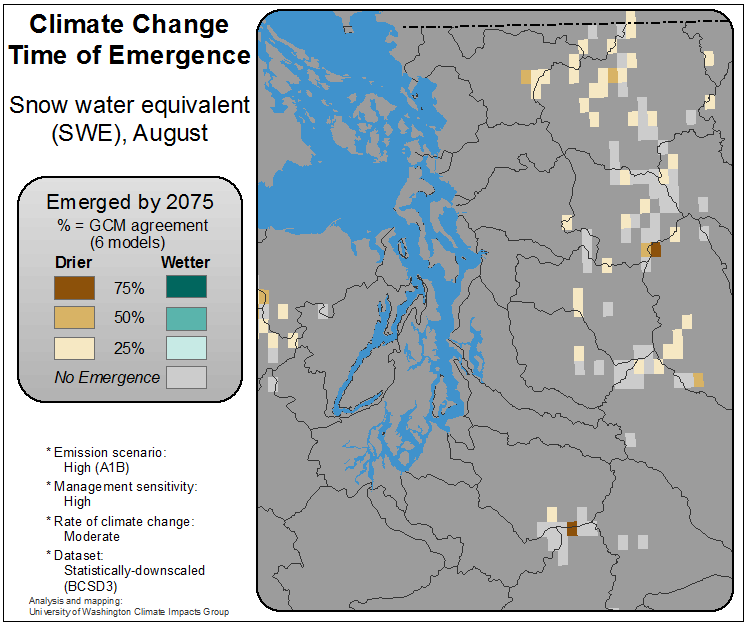 Climate Change
Time of Emergence
Snow water equivalent
(SWE), August
Emerged by 2075
% = GCM agreement
(6 models)
Drier Wetter
75%
50%
25%
No Emergence
* Emission scenario:
High (A1B)
* Management sensitivity:
High
* Rate of climate change:
Moderate
* Dataset:
Statistically-downscaled
(BCSD3)
Analysis and mapping:
University of Washington Climate Impacts Group